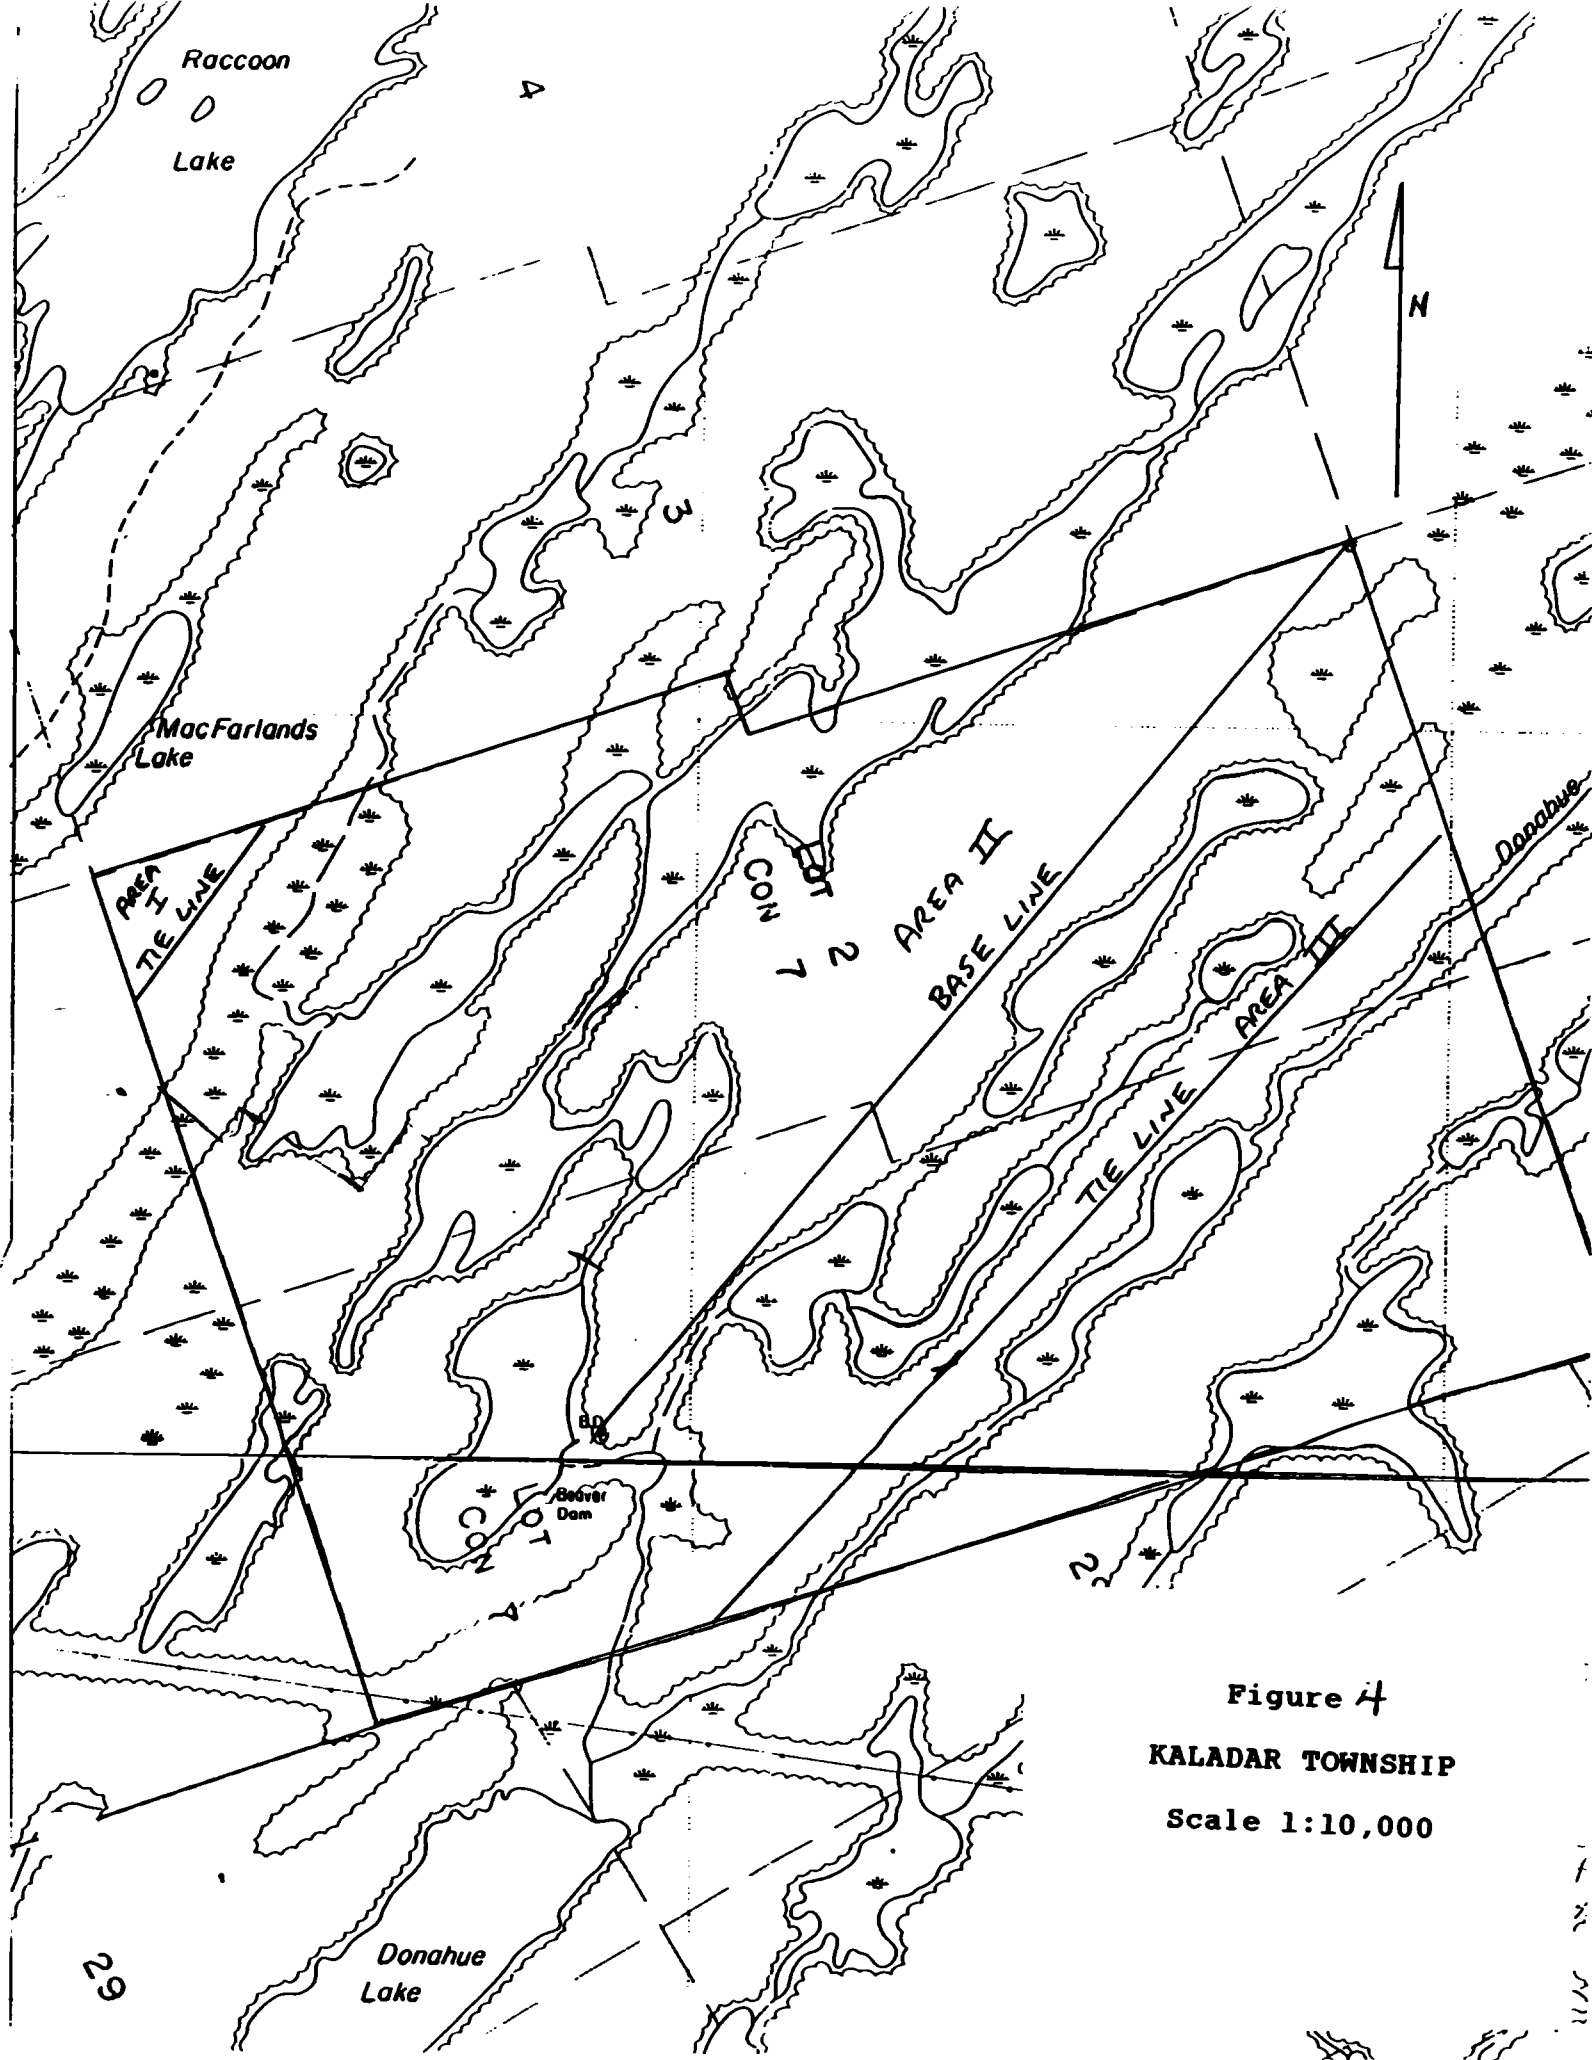 Raccoon
Lake
4
N
3
MacFarlands
Lake
Donahue
AREA
I
TIE LINE
LOT
CON
2
7
AREA II
BASE LINE
AREA III
TIE LINE
B.D.
Beaver
Dam
LOT
CON
2
Figure 4
KALADAR TOWNSHIP
Scale 1:10,000
Donahue
Lake
29